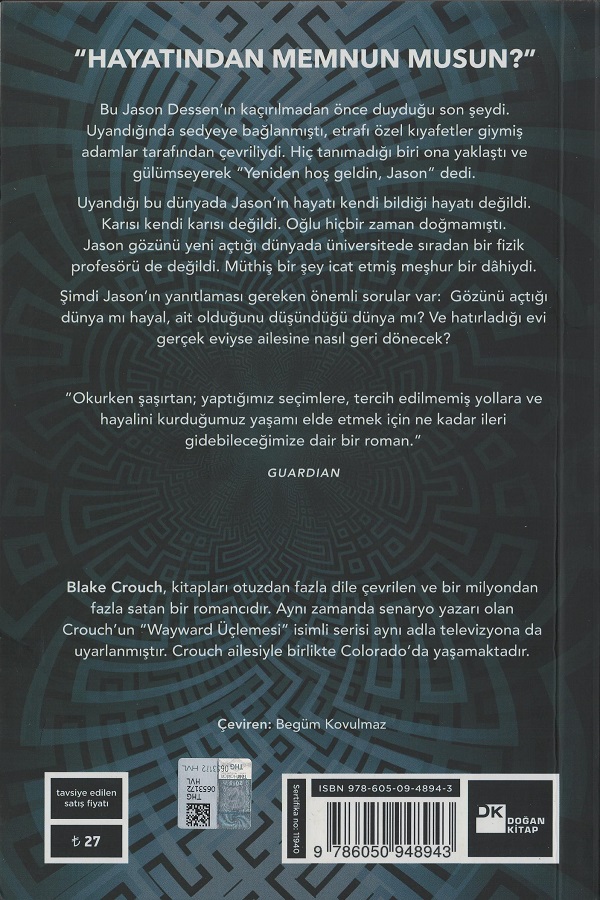 “HAYATINDAN MEMNUN MUSUN?”
Bu Jason Dessen’ın kaçırılmadan önce duyduğu son şeydi.
Uyandığında sedyeye bağlanmıştı, etrafı özel kıyafetler giymiş
adamlar tarafından çevriliydi. Hiç tanımadığı biri ona yaklaştı ve
gülümseyerek “Yeniden hoş geldin, Jason” dedi.
Uyandığı bu dünyada Jason’ın hayatı kendi bildiği hayatı değildi.
Karısı kendi karısı değildi. Oğlu hiçbir zaman doğmamıştı.
Jason gözünü yeni açtığı dünyada üniversitede sıradan bir fizik
profesörü de değildi. Müthiş bir şey icat etmiş meşhur bir dâhiydi.
Şimdi Jason’ın yanıtlaması gereken önemli sorular var: Gözünü açtığı
dünya mı hayal, ait olduğunu düşündüğü dünya mı? Ve hatırladığı evi
gerçek eviyse ailesine nasıl geri dönecek?
“Okurken şaşırtan; yaptığımız seçimlere, tercih edilmemiş yollara ve
hayalini kurduğumuz yaşamı elde etmek için ne kadar ileri
gidebileceğimize dair bir roman.”
GUARDIAN
Blake Crouch, kitapları otuzdan fazla dile çevrilen ve bir milyondan
fazla satan bir romancıdır. Aynı zamanda senaryo yazarı olan
Crouch’un “Wayward Üçlemesi” isimli serisi aynı adla televizyona da
uyarlanmıştır. Crouch ailesiyle birlikte Colorado’da yaşamaktadır.
Çeviren: Begüm Kovulmaz
tavsiye edilen
satış fiyatı
₺ 27
THG
0653172
HVL
THG
0653172 HVL
Sertifika no: 11940
ISBN 978-605-09-4894-3
9 786050 948943
DK
DOĞAN
KİTAP